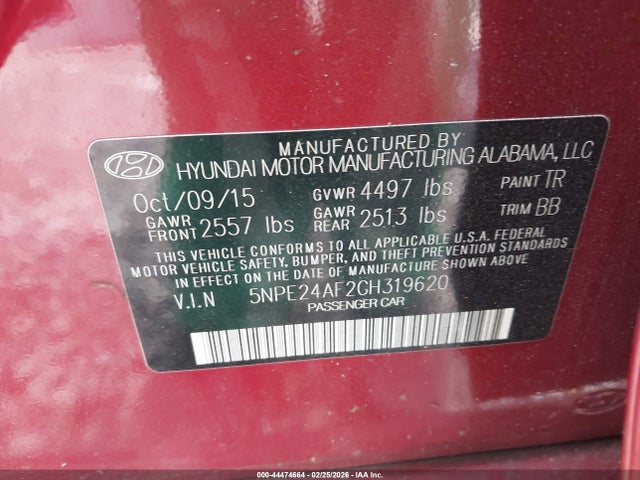 MANUFACTURED BY
HYUNDAI MOTOR MANUFACTURING ALABAMA, LLC
Oct/09/15 GVWR 4497 lbs PAINT TR
GAWR FRONT 2557 lbs GAWR REAR 2513 lbs TRIM BB
THIS VEHICLE CONFORMS TO ALL APPLICABLE U.S.A. FEDERAL
MOTOR VEHICLE SAFETY, BUMPER, AND THEFT PREVENTION STANDARDS
IN EFFECT ON THE DATE OF MANUFACTURE SHOWN ABOVE.
V.I.N 5NPE24AF2GH319620
PASSENGER CAR
000-44474664 | 02/25/2026 - IAA Inc.